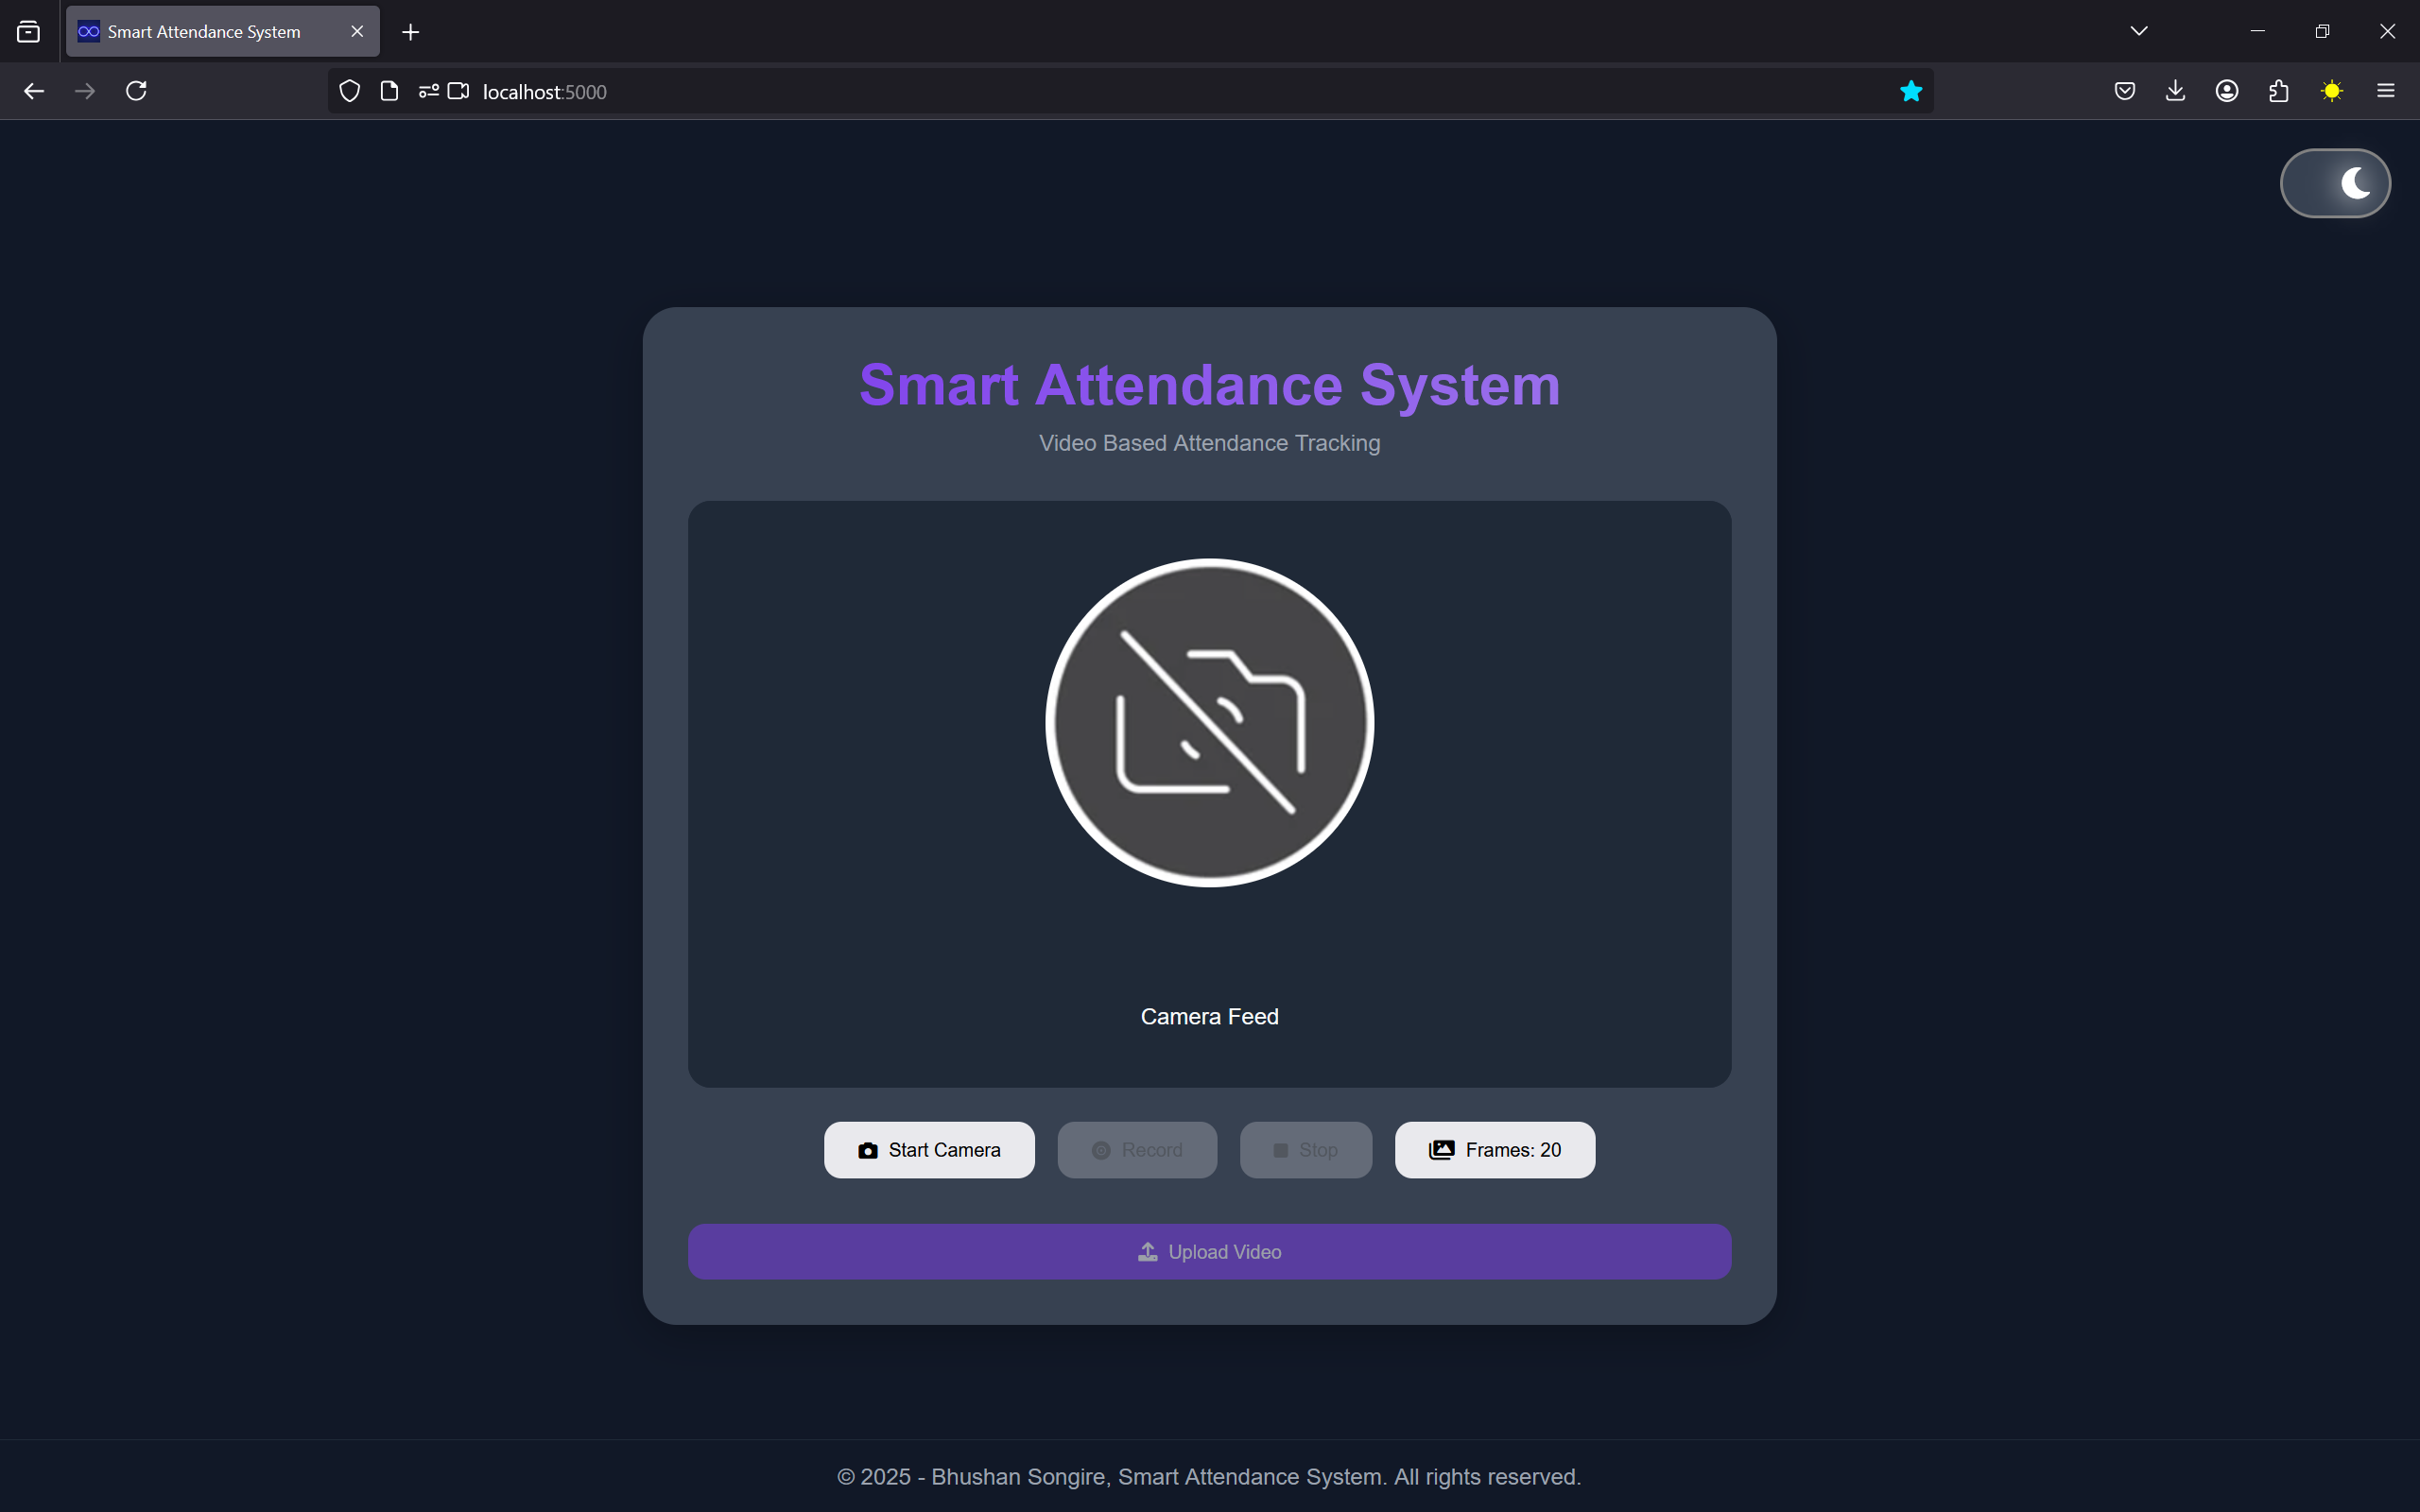 Smart Attendance System
localhost:5000
Smart Attendance System
Video Based Attendance Tracking
Camera Feed
Start Camera
Record
Stop
Frames: 20
Upload Video
© 2025 - Bhushan Songire, Smart Attendance System. All rights reserved.